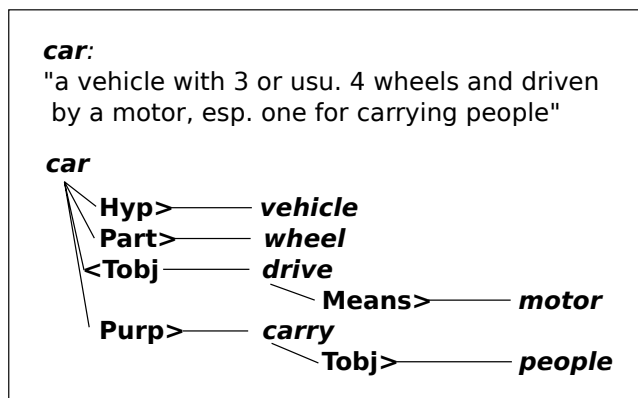 car:
"a vehicle with 3 or usu. 4 wheels and driven
by a motor, esp. one for carrying people"
car
Hyp> vehicle
Part> wheel
<Tobj drive
Means> motor
Purp> carry
Tobj> people